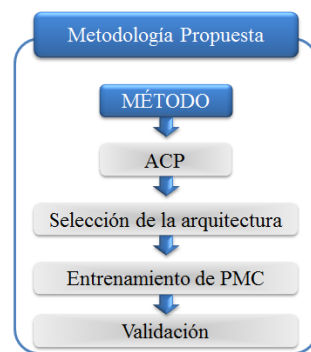 Metodología Propuesta
MÉTODO
ACP
Selección de la arquitectura
Entrenamiento de PMC
Validación